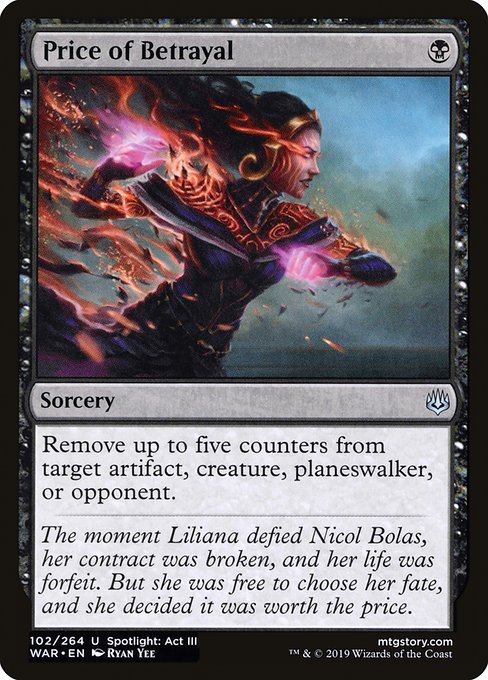 Price of Betrayal
Sorcery
Remove up to five counters from
target artifact, creature, planeswalker,
or opponent.
The moment Liliana defied Nicol Bolas,
her contract was broken, and her life was
forfeit. But she was free to choose her fate,
and she decided it was worth the price.
102/264 U Spotlight: Act III
mtgstory.com
WAR • EN Ryan Yee
™ & © 2019 Wizards of the Coast